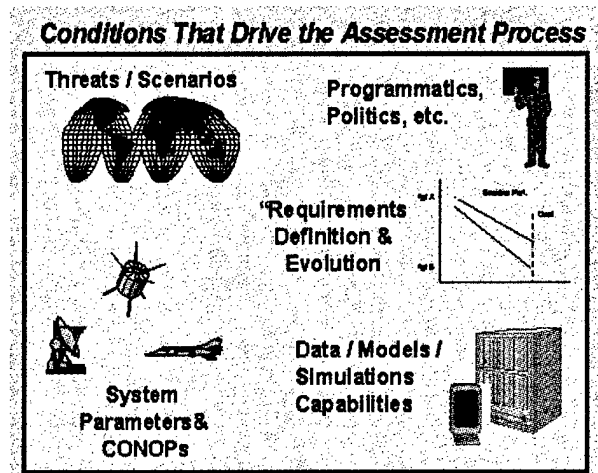 Conditions That Drive the Assessment Process
Threats / Scenarios
Programmatics,
Politics, etc.
"Requirements
Definition &
Evolution
System
Parameters &
CONOPs
Data / Models /
Simulations
Capabilities